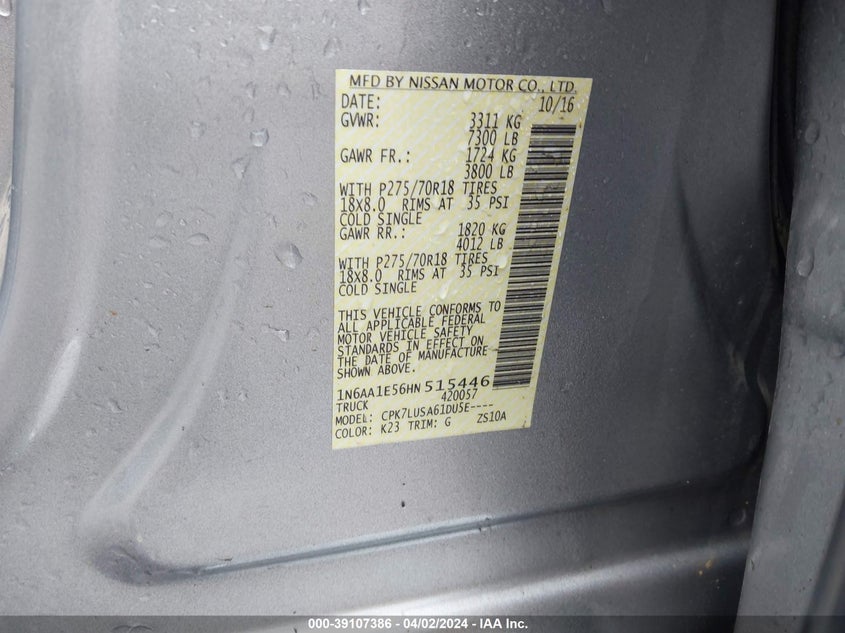 MFD BY NISSAN MOTOR CO., LTD.
DATE: 10/16
GVWR: 3311 KG
7300 LB
GAWR FR.: 1724 KG
3800 LB
WITH P275/70R18 TIRES
18X8.0 RIMS AT 35 PSI
COLD SINGLE
GAWR RR.: 1820 KG
4012 LB
WITH P275/70R18 TIRES
18X8.0 RIMS AT 35 PSI
COLD SINGLE
THIS VEHICLE CONFORMS TO
ALL APPLICABLE FEDERAL
MOTOR VEHICLE SAFETY
STANDARDS IN EFFECT ON
THE DATE OF MANUFACTURE
SHOWN ABOVE.
1N6AA1E56HN515446
TRUCK 420057
MODEL: CPK7LUSA61DU5E----
COLOR: K23 TRIM: G ZS10A
000-39107386 - 04/02/2024 - IAA Inc.